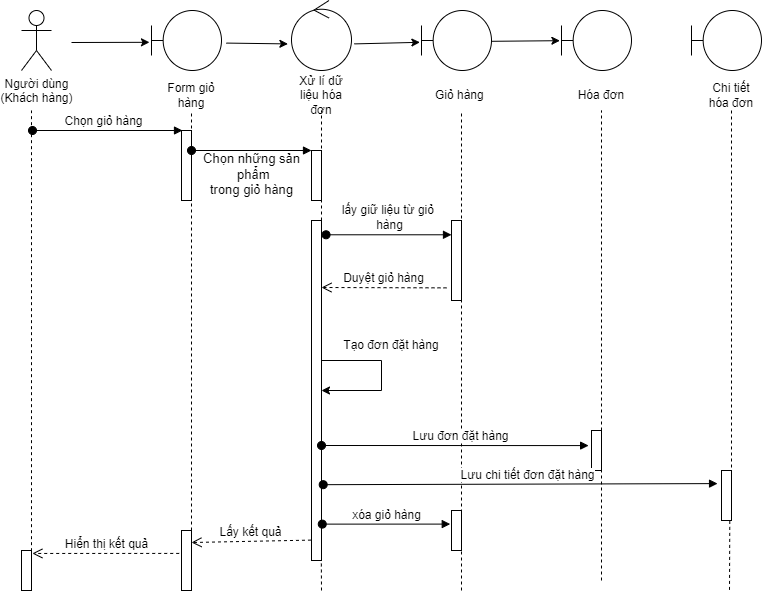 Người dùng
(Khách hàng)
Form giỏ
hàng
Xử lí dữ
liệu hóa
đơn
Giỏ hàng
Hóa đơn
Chi tiết
hóa đơn
Chọn giỏ hàng
Chọn những sản
phẩm
trong giỏ hàng
lấy giữ liệu từ giỏ
hàng
Duyệt giỏ hàng
Tạo đơn đặt hàng
Lưu đơn đặt hàng
Lưu chi tiết đơn đặt hàng
xóa giỏ hàng
Lấy kết quả
Hiển thị kết quả